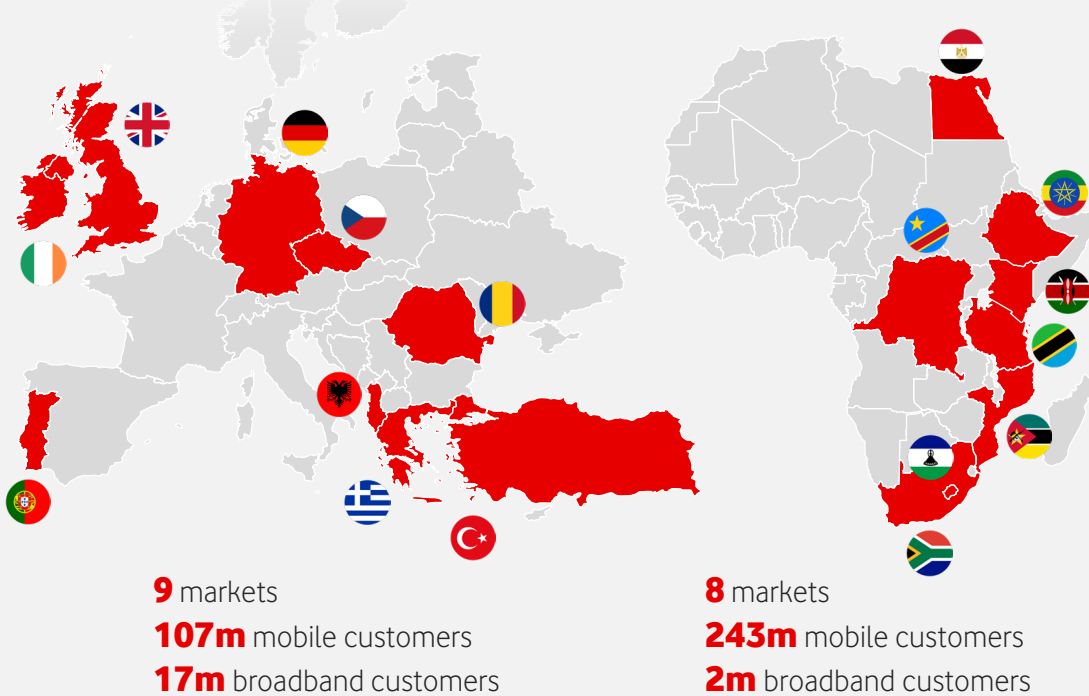 9 markets
107m mobile customers
17m broadband customers
8 markets
243m mobile customers
2m broadband customers